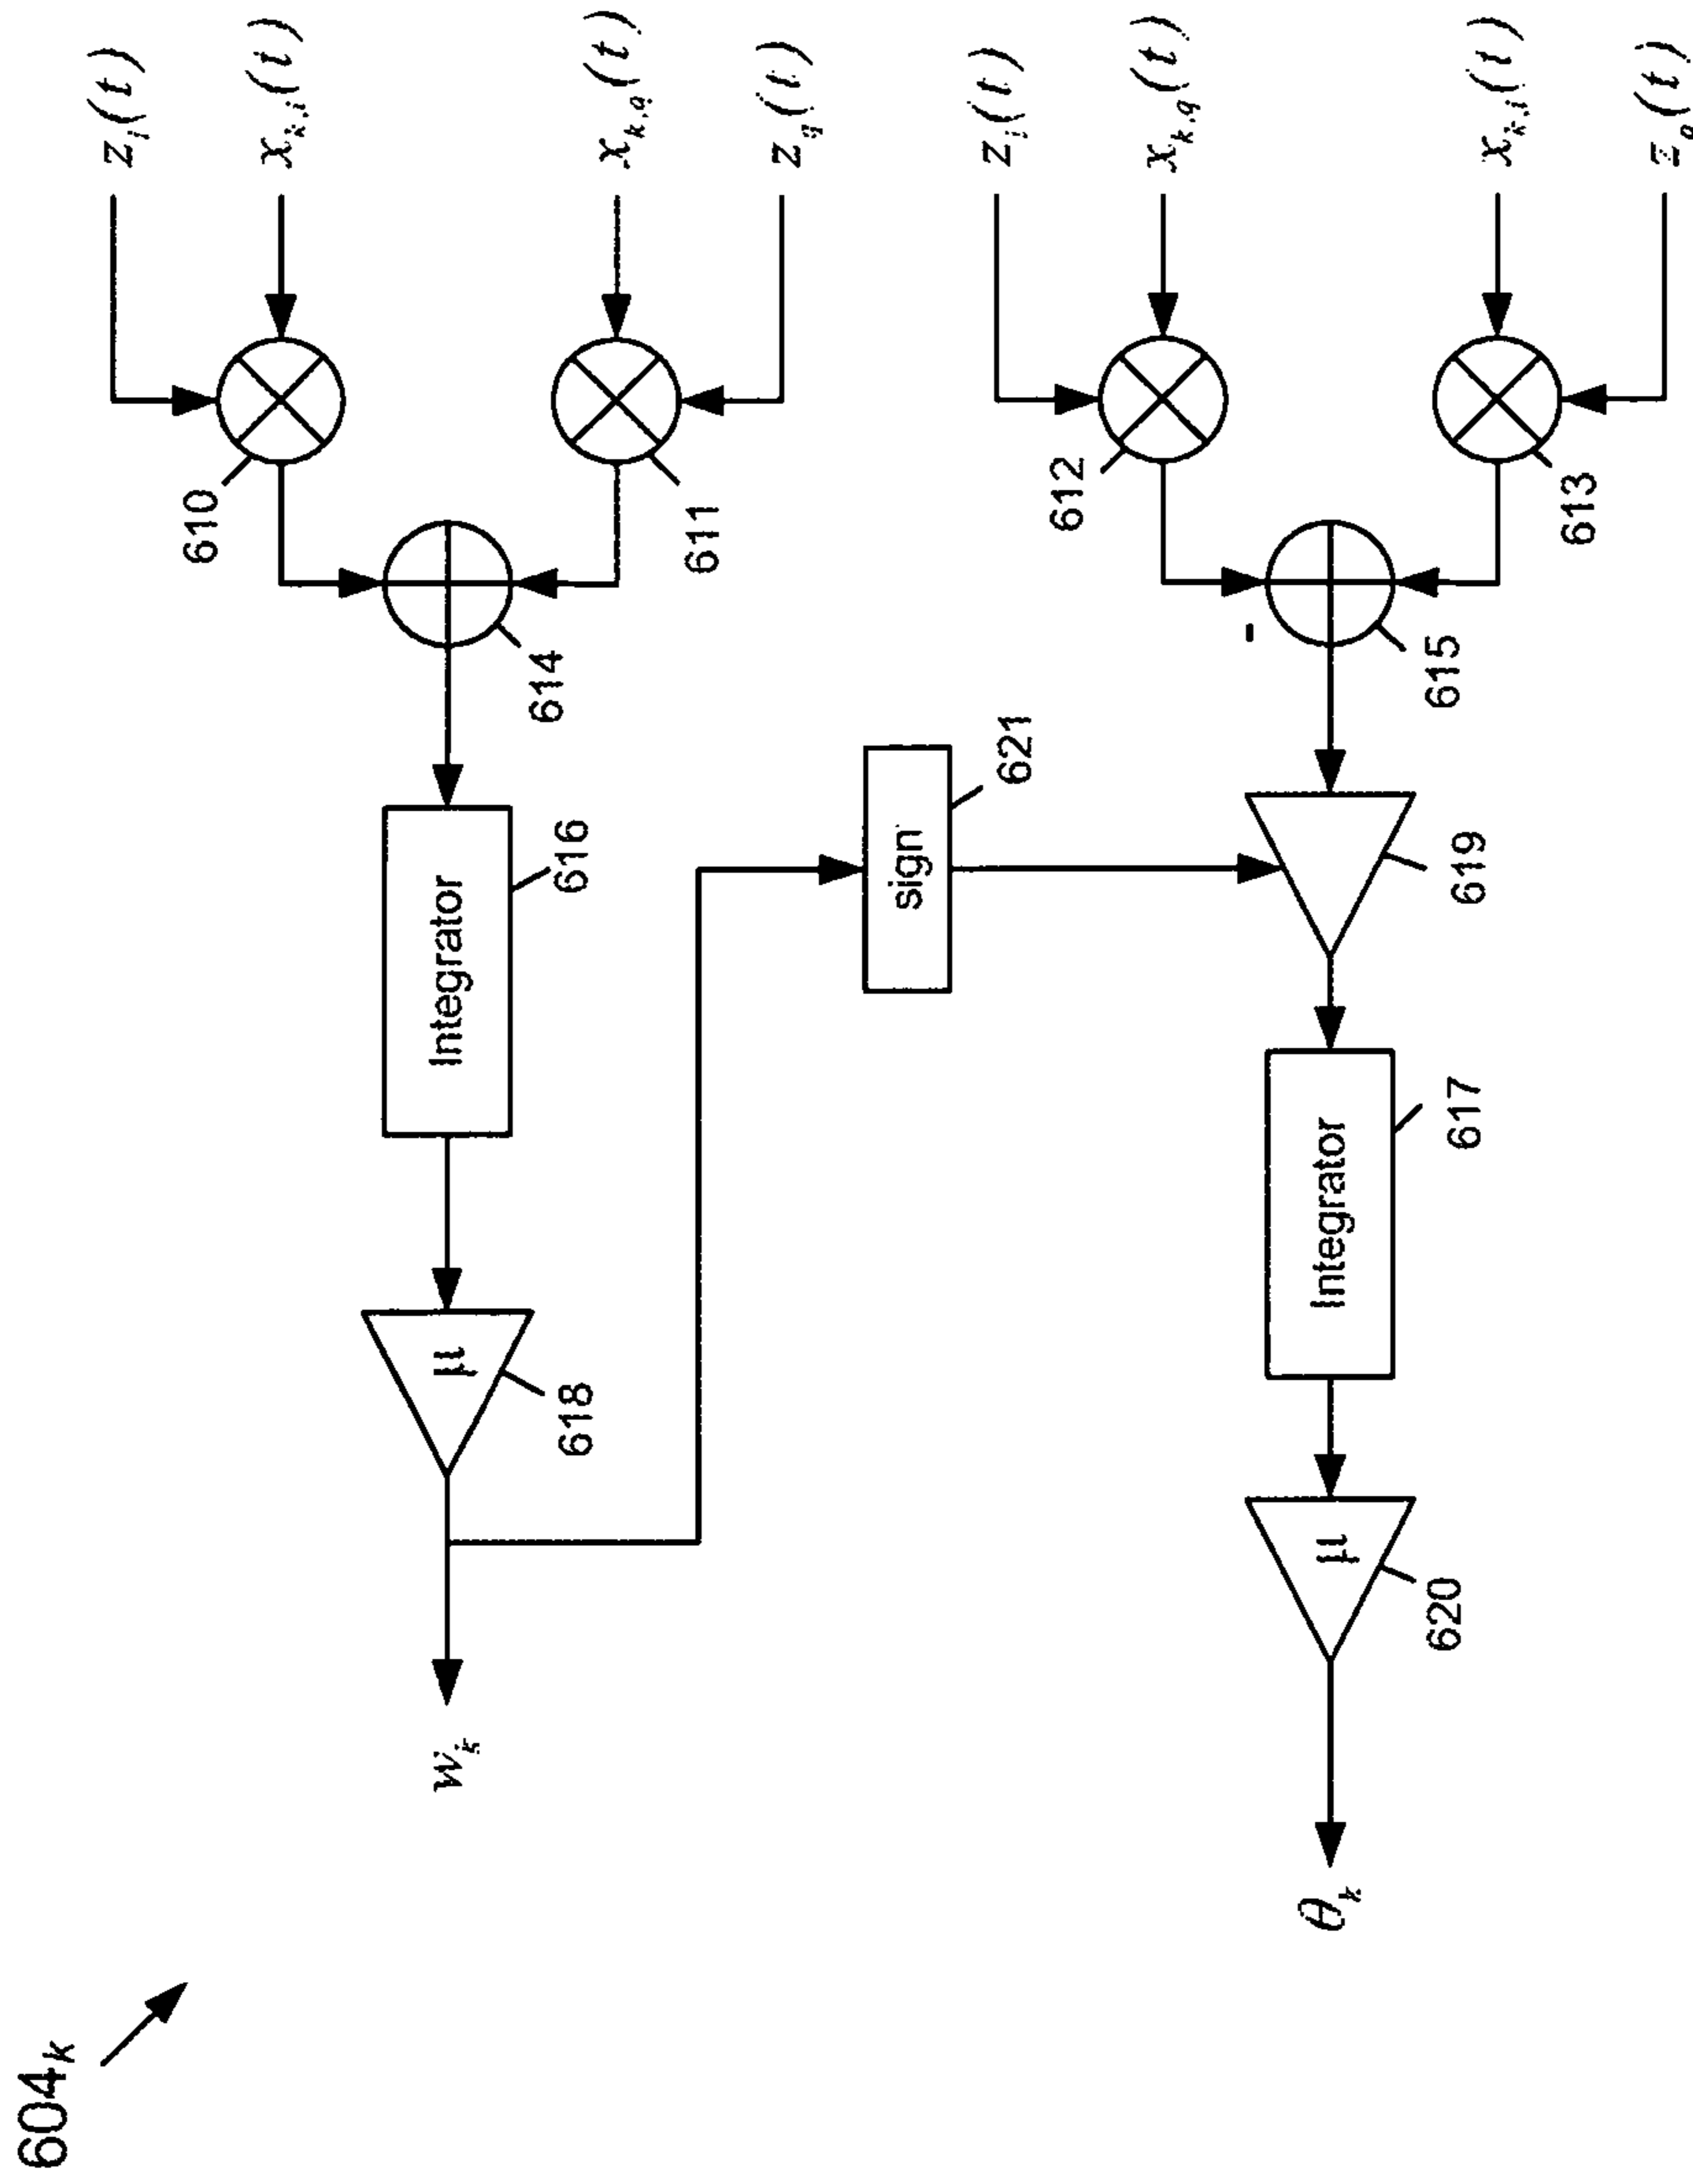 604k
z_i(t)
x_{k,i}(t)
x_{k,q}(t)
z_q(t)
z_i(t)
x_{k,q}(t)
x_{k,i}(t)
z_q(t)
610
611
612
613
614
615
Integrator
616
sign
621
619
μ
618
Integrator
617
μ
620
w_k
θ_k